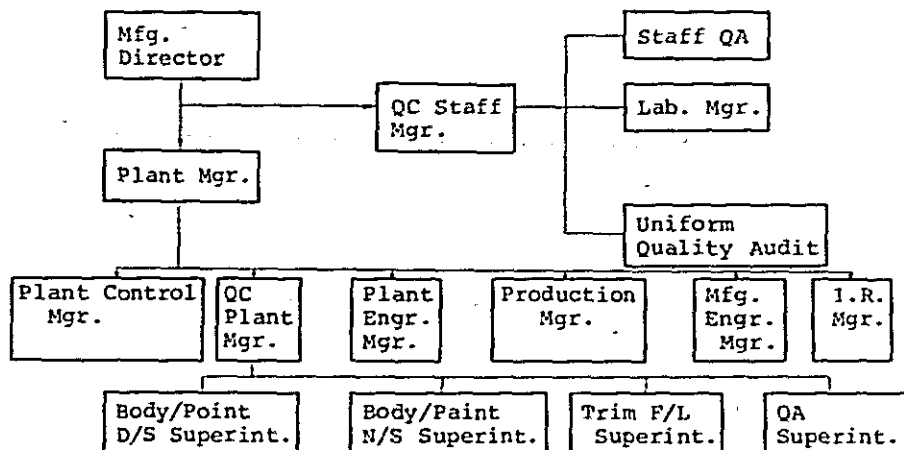 Mfg.
Director
Staff QA
QC Staff
Mgr.
Lab. Mgr.
Plant Mgr.
Uniform
Quality Audit
Plant Control
Mgr.
QC
Plant
Mgr.
Plant
Engr.
Mgr.
Production
Mgr.
Mfg.
Engr.
Mgr.
I.R.
Mgr.
Body/Point
D/S Superint.
Body/Paint
N/S Superint.
Trim F/L
Superint.
QA
Superint.